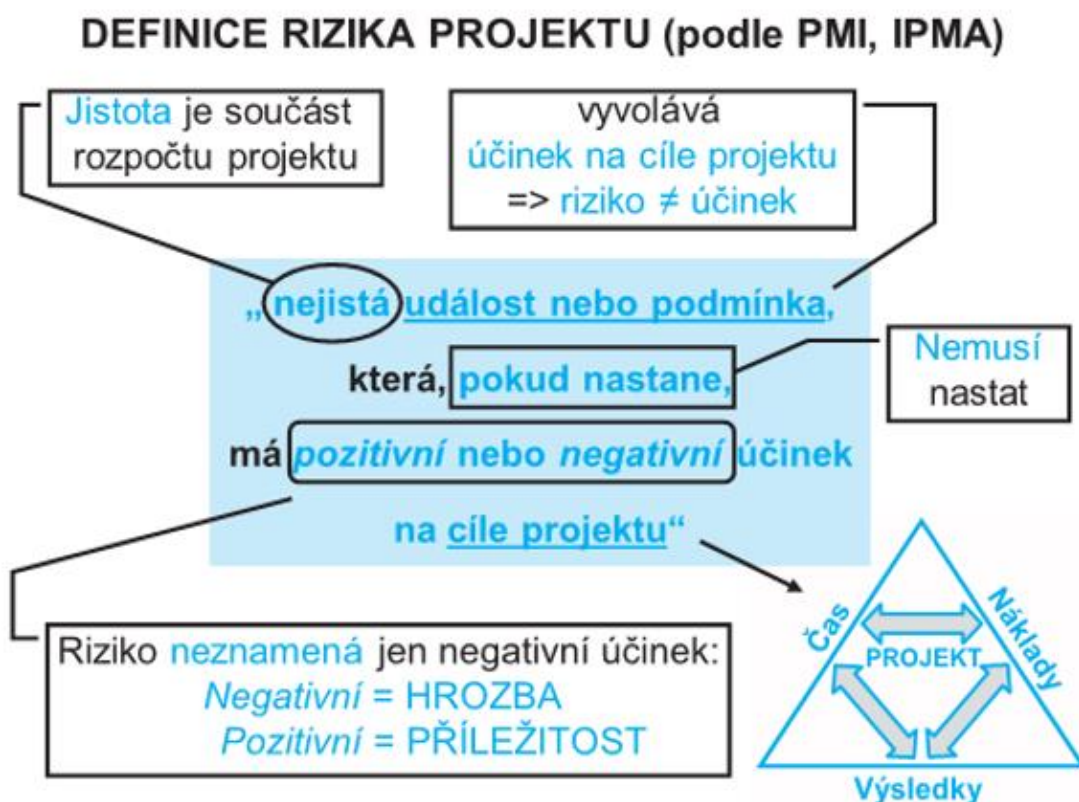 DEFINICE RIZIKA PROJEKTU (podle PMI, IPMA)
Jistota je součást
rozpočtu projektu
vyvolává
účinek na cíle projektu
=> riziko ≠ účinek
„nejistá událost nebo podmínka,
která, pokud nastane,
má pozitivní nebo negativní účinek
na cíle projektu“
Nemusí
nastat
Riziko neznamená jen negativní účinek:
Negativní = HROZBA
Pozitivní = PŘÍLEŽITOST
Čas
Náklady
PROJEKT
Výsledky